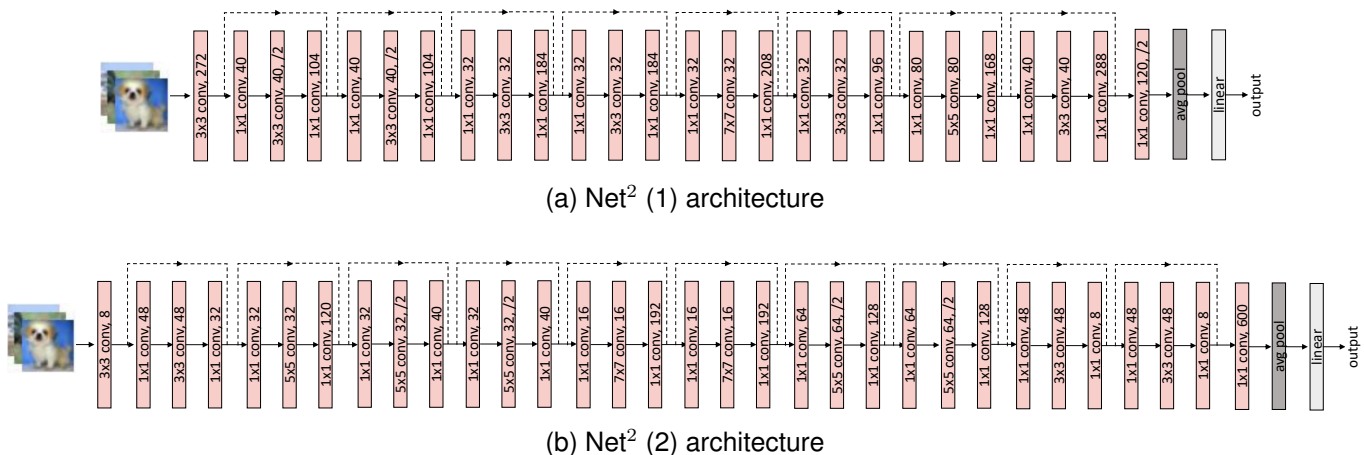 3x3 conv, 272
1x1 conv, 40
3x3 conv, 40, /2
1x1 conv, 104
1x1 conv, 40
3x3 conv, 40, /2
1x1 conv, 104
1x1 conv, 32
3x3 conv, 32
1x1 conv, 184
1x1 conv, 32
3x3 conv, 32
1x1 conv, 184
1x1 conv, 32
7x7 conv, 32
1x1 conv, 208
1x1 conv, 32
3x3 conv, 32
1x1 conv, 96
1x1 conv, 80
5x5 conv, 80
1x1 conv, 168
1x1 conv, 40
3x3 conv, 40
1x1 conv, 288
1x1 conv, 120, /2
avg pool
linear
output
(a) Net² (1) architecture
3x3 conv, 8
1x1 conv, 48
3x3 conv, 48
1x1 conv, 32
1x1 conv, 32
5x5 conv, 32
1x1 conv, 120
1x1 conv, 32
5x5 conv, 32, /2
1x1 conv, 40
1x1 conv, 32
5x5 conv, 32, /2
1x1 conv, 40
1x1 conv, 16
7x7 conv, 16
1x1 conv, 192
1x1 conv, 16
7x7 conv, 16
1x1 conv, 192
1x1 conv, 64
5x5 conv, 64, /2
1x1 conv, 128
1x1 conv, 64
5x5 conv, 64, /2
1x1 conv, 128
1x1 conv, 48
3x3 conv, 48
1x1 conv, 8
1x1 conv, 48
3x3 conv, 48
1x1 conv, 8
1x1 conv, 600
avg pool
linear
output
(b) Net² (2) architecture